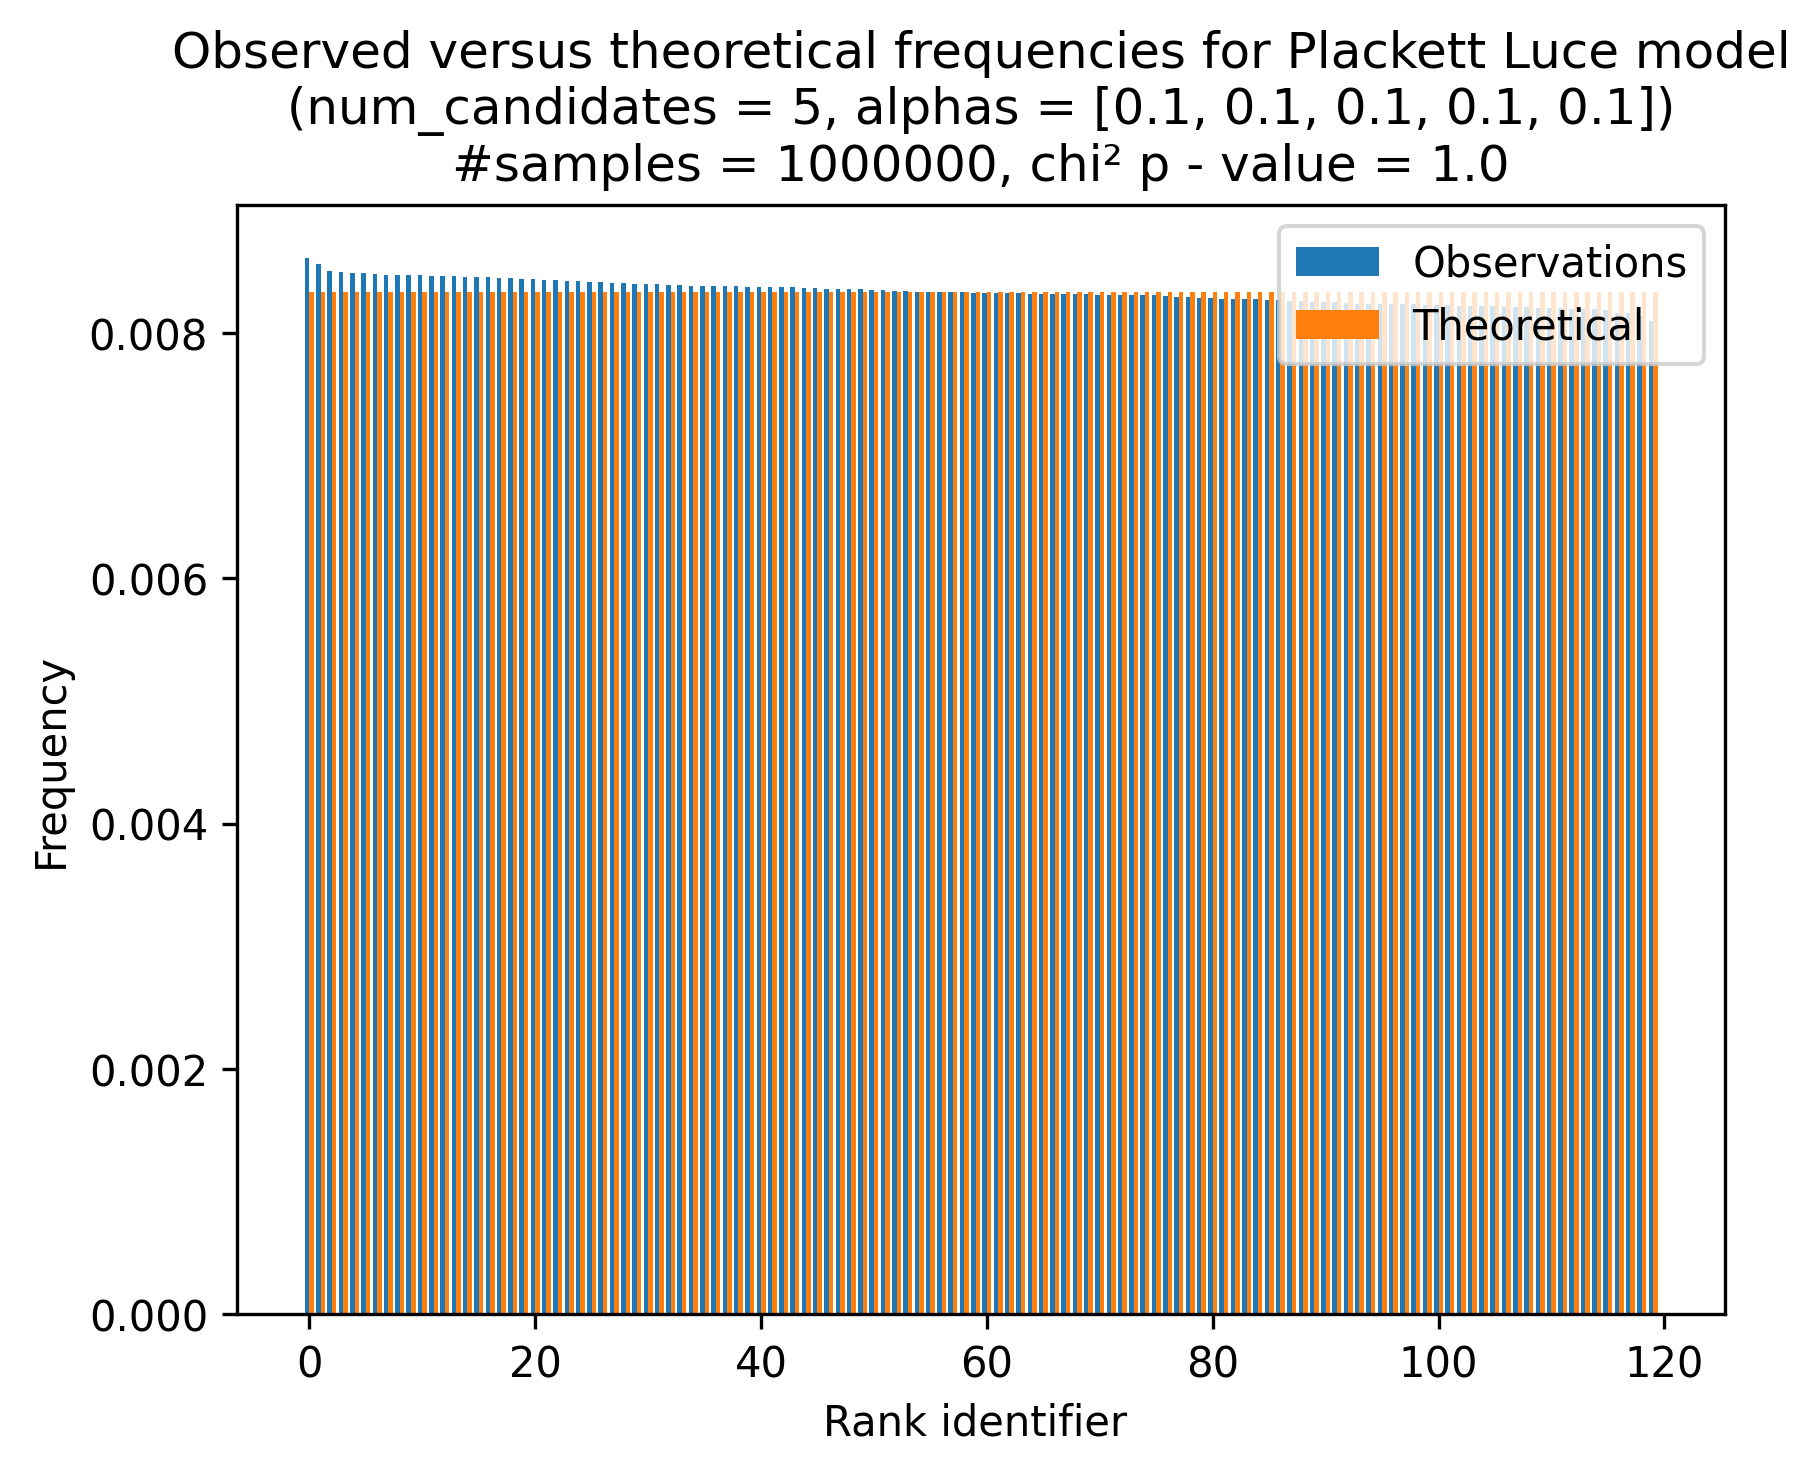 Observed versus theoretical frequencies for Plackett Luce model
(num_candidates = 5, alphas = [0.1, 0.1, 0.1, 0.1, 0.1])
#samples = 1000000, chi² p - value = 1.0
Observations
Theoretical
0.008
0.006
0.004
0.002
0.000
Frequency
0 20 40 60 80 100 120
Rank identifier